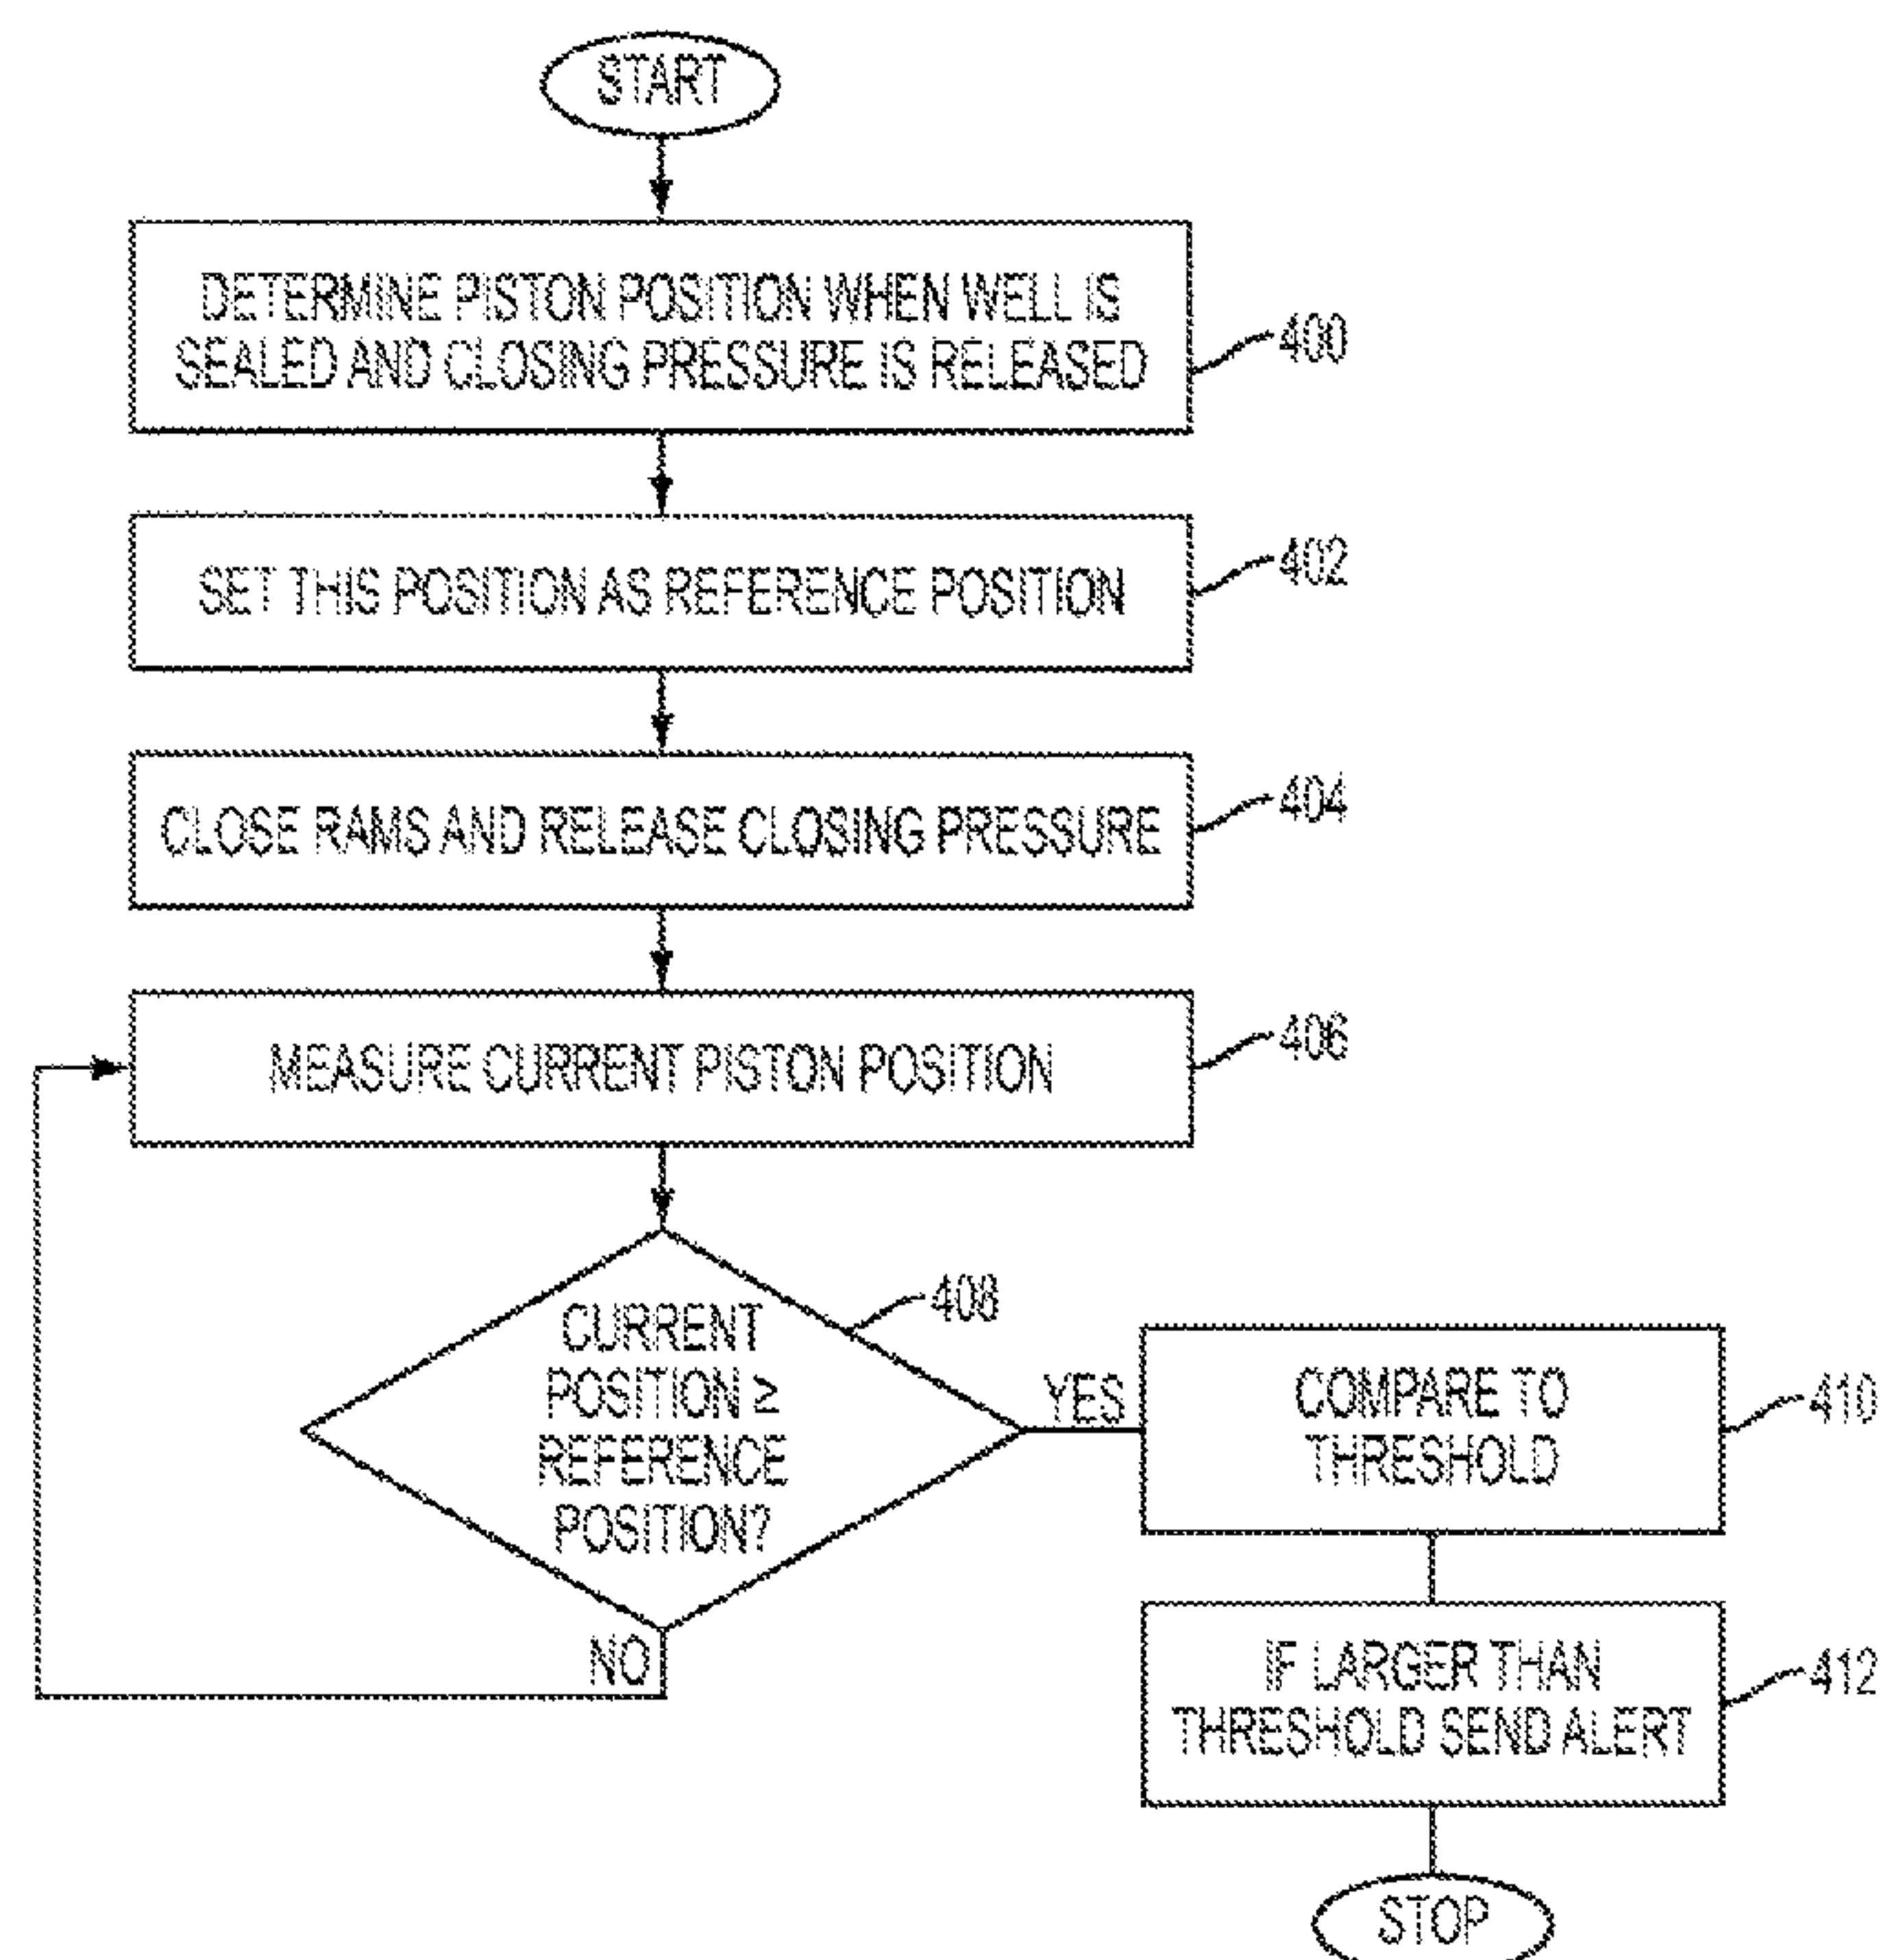 START
DETERMINE PISTON POSITION WHEN WELL IS
SEALED AND CLOSING PRESSURE IS RELEASED
400
SET THIS POSITION AS REFERENCE POSITION
402
CLOSE RAMS AND RELEASE CLOSING PRESSURE
404
MEASURE CURRENT PISTON POSITION
406
CURRENT
POSITION ≥
REFERENCE
POSITION?
408
YES
NO
COMPARE TO
THRESHOLD
410
IF LARGER THAN
THRESHOLD SEND ALERT
412
STOP